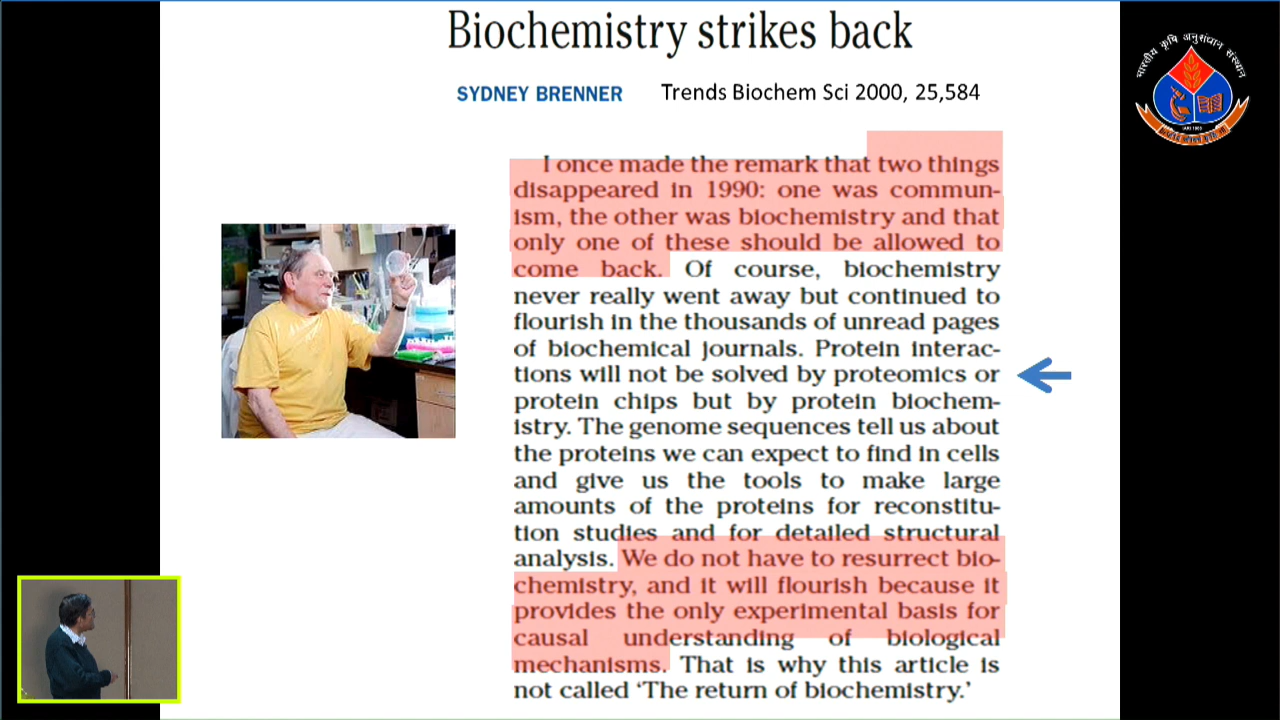 Biochemistry strikes back
SYDNEY BRENNER Trends Biochem Sci 2000, 25,584
I once made the remark that two things
disappeared in 1990: one was commun-
ism, the other was biochemistry and that
only one of these should be allowed to
come back. Of course, biochemistry
never really went away but continued to
flourish in the thousands of unread pages
of biochemical journals. Protein interac-
tions will not be solved by proteomics or
protein chips but by protein biochem-
istry. The genome sequences tell us about
the proteins we can expect to find in cells
and give us the tools to make large
amounts of the proteins for reconstitu-
tion studies and for detailed structural
analysis. We do not have to resurrect bio-
chemistry, and it will flourish because it
provides the only experimental basis for
causal understanding of biological
mechanisms. That is why this article is
not called ‘The return of biochemistry.’
भारतीय कृषि अनुसंधान संस्थान